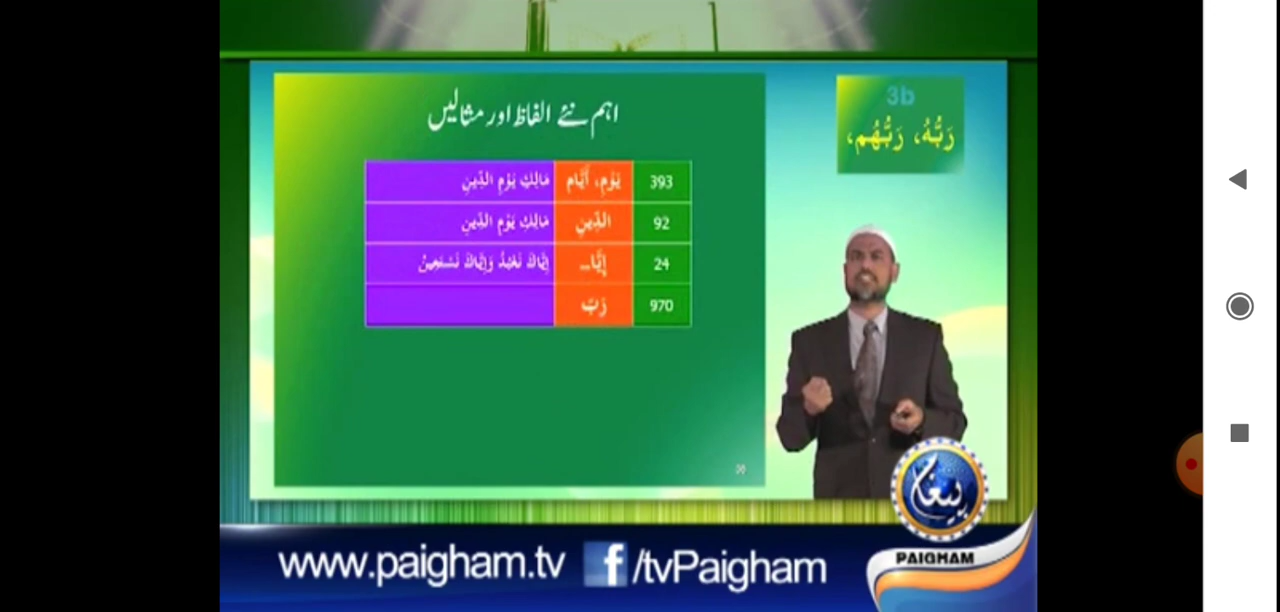 3b
رَبُّهُ، رَبُّهُم،
اہم نئے الفاظ اور مثالیں
393 يَوْمِ، أَيَّام مَالِكِ يَوْمِ الدِّينِ
92 الدِّينِ مَالِكِ يَوْمِ الدِّينِ
24 إِيَّا... إِيَّاكَ نَعْبُدُ وَإِيَّاكَ نَسْتَعِينُ
970 رَبّ
پیغام
PAIGHAM
www.paigham.tv f/tvPaigham